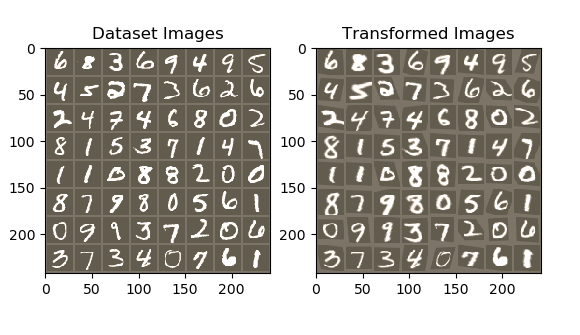 Dataset Images
0
50
100
150
200
6 8 3 6 9 4 9 5
4 5 2 7 3 6 2 6
2 4 7 4 6 8 0 2
8 1 5 3 7 1 4 7
1 1 0 8 8 2 0 0
8 7 9 8 0 5 6 1
0 9 9 3 7 2 0 6
3 7 3 4 0 7 6 1
0 50 100 150 200
Transformed Images
0
50
100
150
200
6 8 3 6 9 4 9 5
4 5 2 7 3 6 2 6
2 4 7 4 6 8 0 2
8 1 5 3 7 1 4 7
1 1 0 8 8 2 0 0
8 7 9 8 0 5 6 1
0 9 9 3 7 2 0 6
3 7 3 4 0 7 6 1
0 50 100 150 200